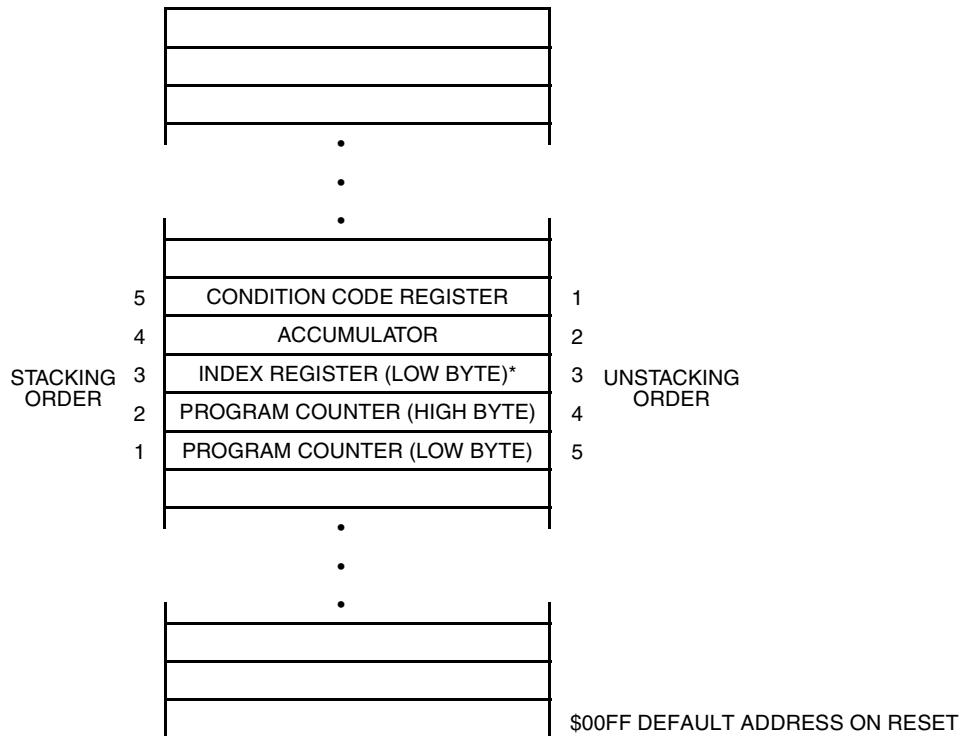 5 CONDITION CODE REGISTER 1
4 ACCUMULATOR 2
STACKING 3 INDEX REGISTER (LOW BYTE)* 3 UNSTACKING
ORDER ORDER
2 PROGRAM COUNTER (HIGH BYTE) 4
1 PROGRAM COUNTER (LOW BYTE) 5
$00FF DEFAULT ADDRESS ON RESET